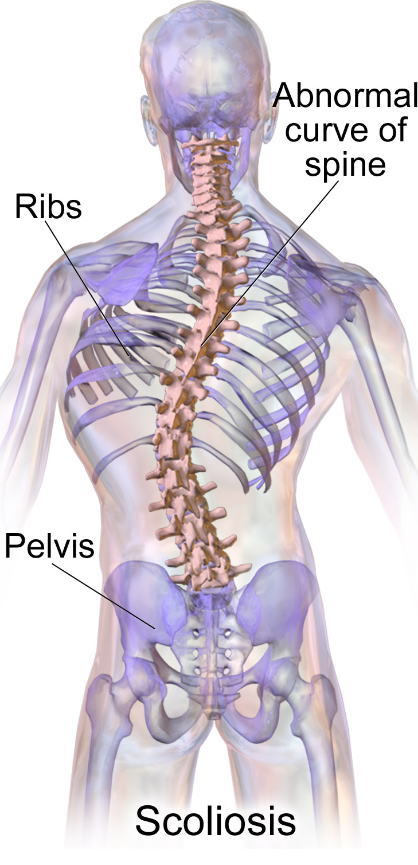 Abnormal
curve of
spine
Ribs
Pelvis
Scoliosis